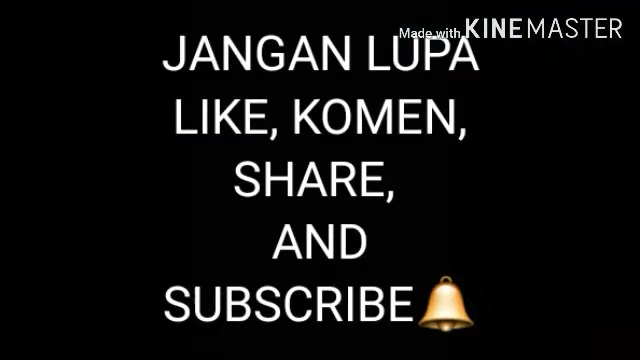 Made with KINEMASTER
JANGAN LUPA
LIKE, KOMEN,
SHARE,
AND
SUBSCRIBE🔔